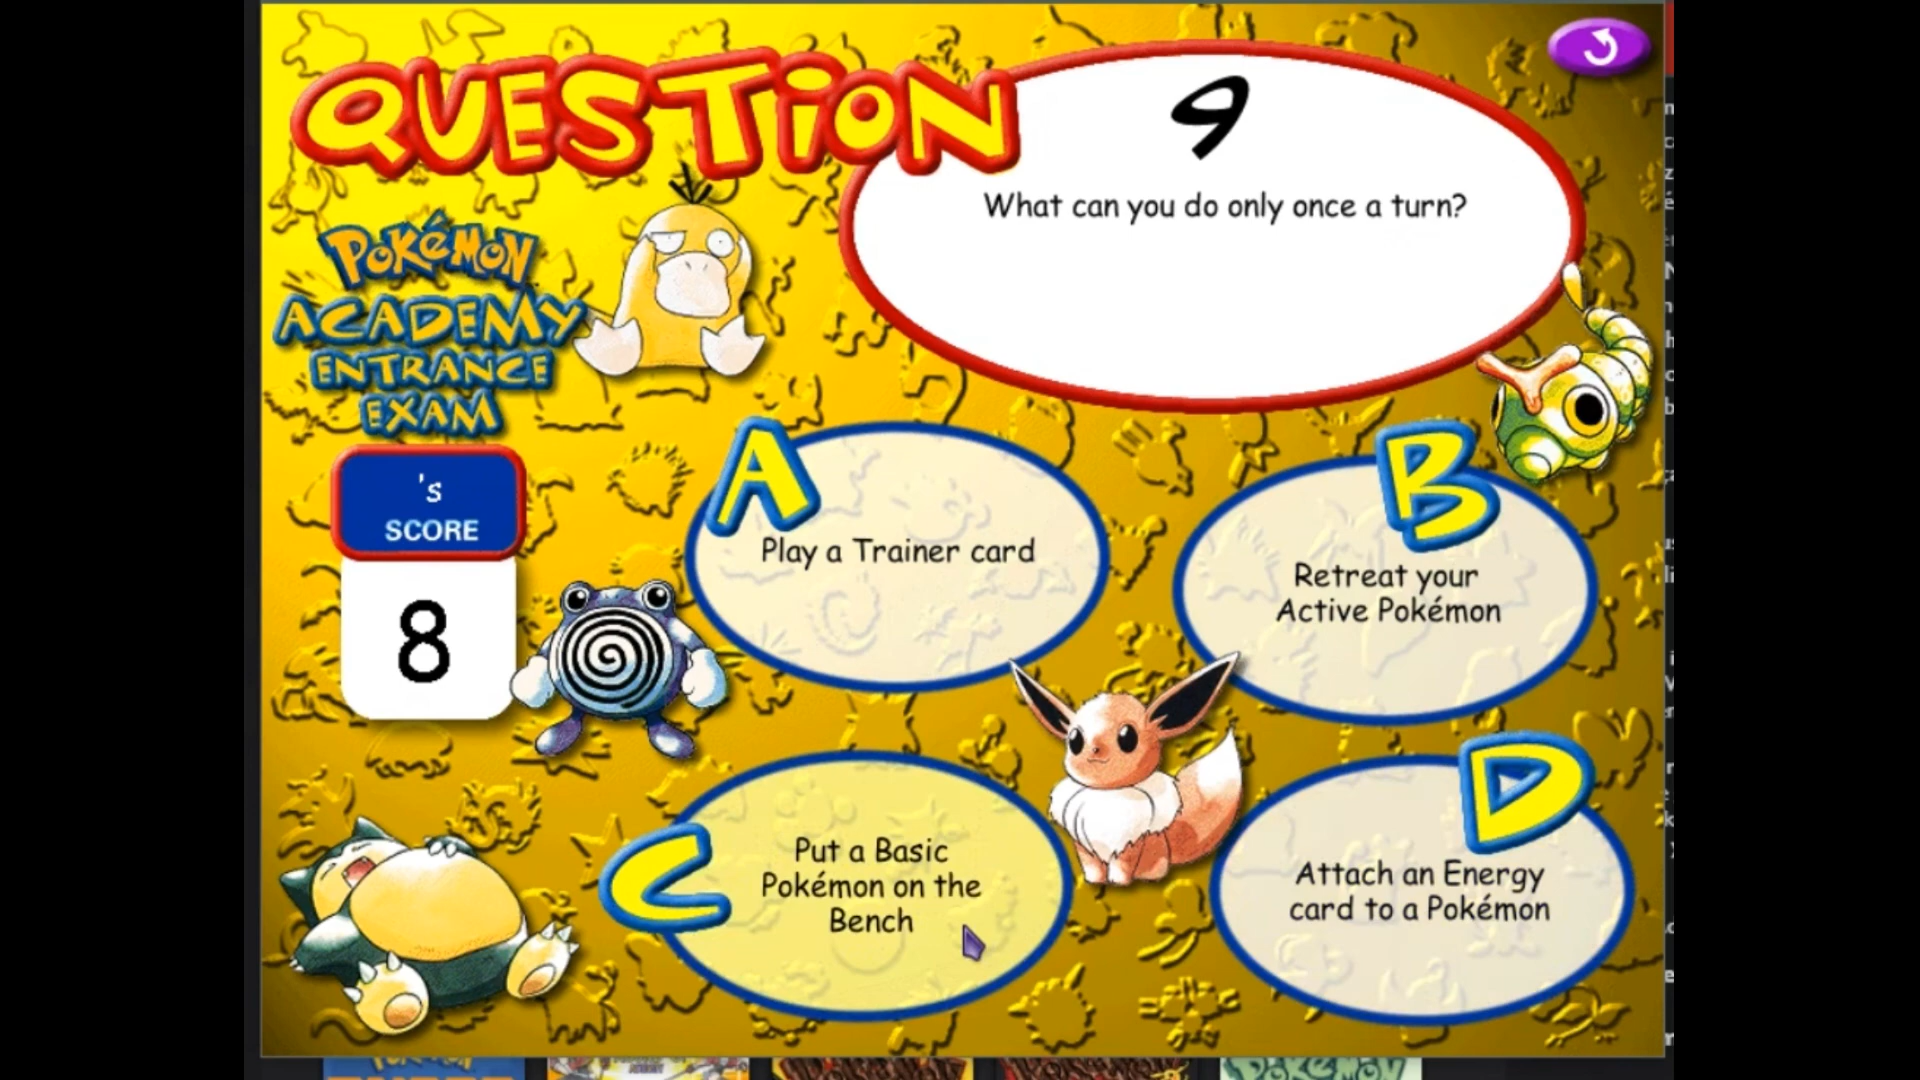 QUESTION
9
What can you do only once a turn?
POKéMON
ACADEMY
ENTRANCE
EXAM
's
SCORE
8
A
Play a Trainer card
B
Retreat your
Active Pokémon
C
Put a Basic
Pokémon on the
Bench
D
Attach an Energy
card to a Pokémon